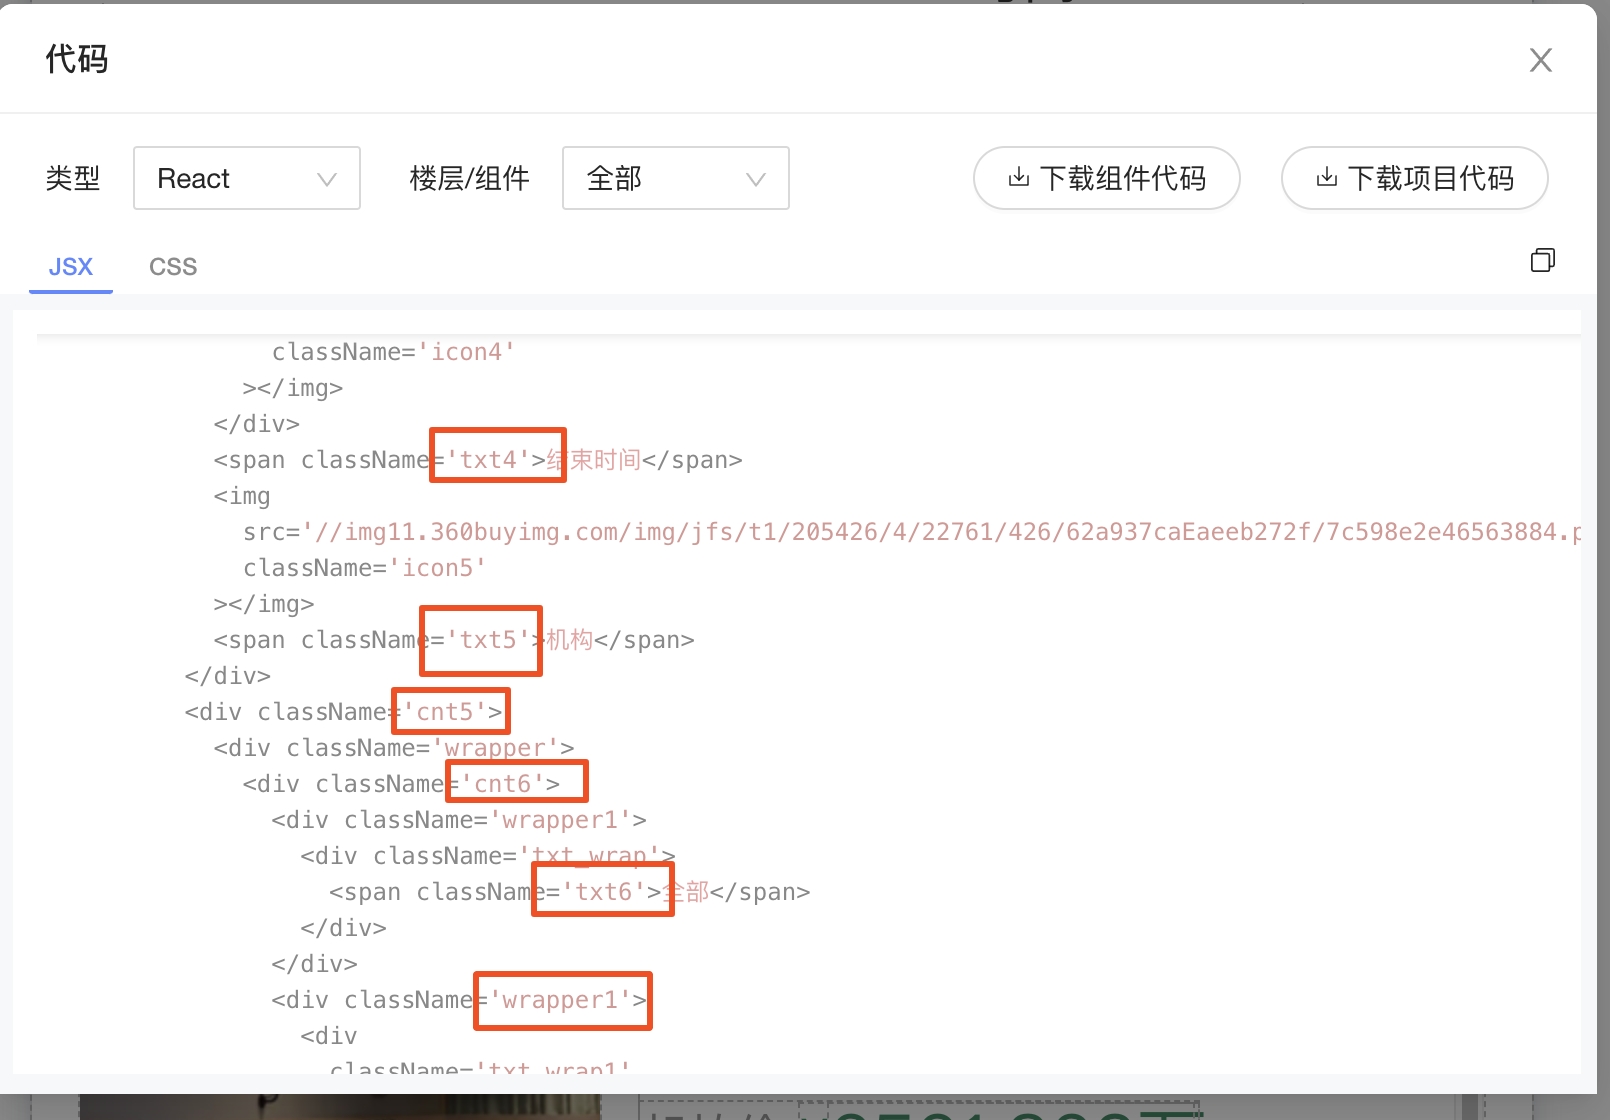 代码
类型 React 楼层/组件 全部 下载组件代码 下载项目代码
JSX CSS
className='icon4'
></img>
</div>
<span className='txt4'>结束时间</span>
<img
src='//img11.360buyimg.com/img/jfs/t1/205426/4/22761/426/62a937caEaeeb272f/7c598e2e46563884.p
className='icon5'
></img>
<span className='txt5'>机构</span>
</div>
<div className='cnt5'>
<div className='wrapper'>
<div className='cnt6'>
<div className='wrapper1'>
<div className='txt_wrap'>
<span className='txt6'>全部</span>
</div>
</div>
<div className='wrapper1'>
<div
className='txt_wrap1'